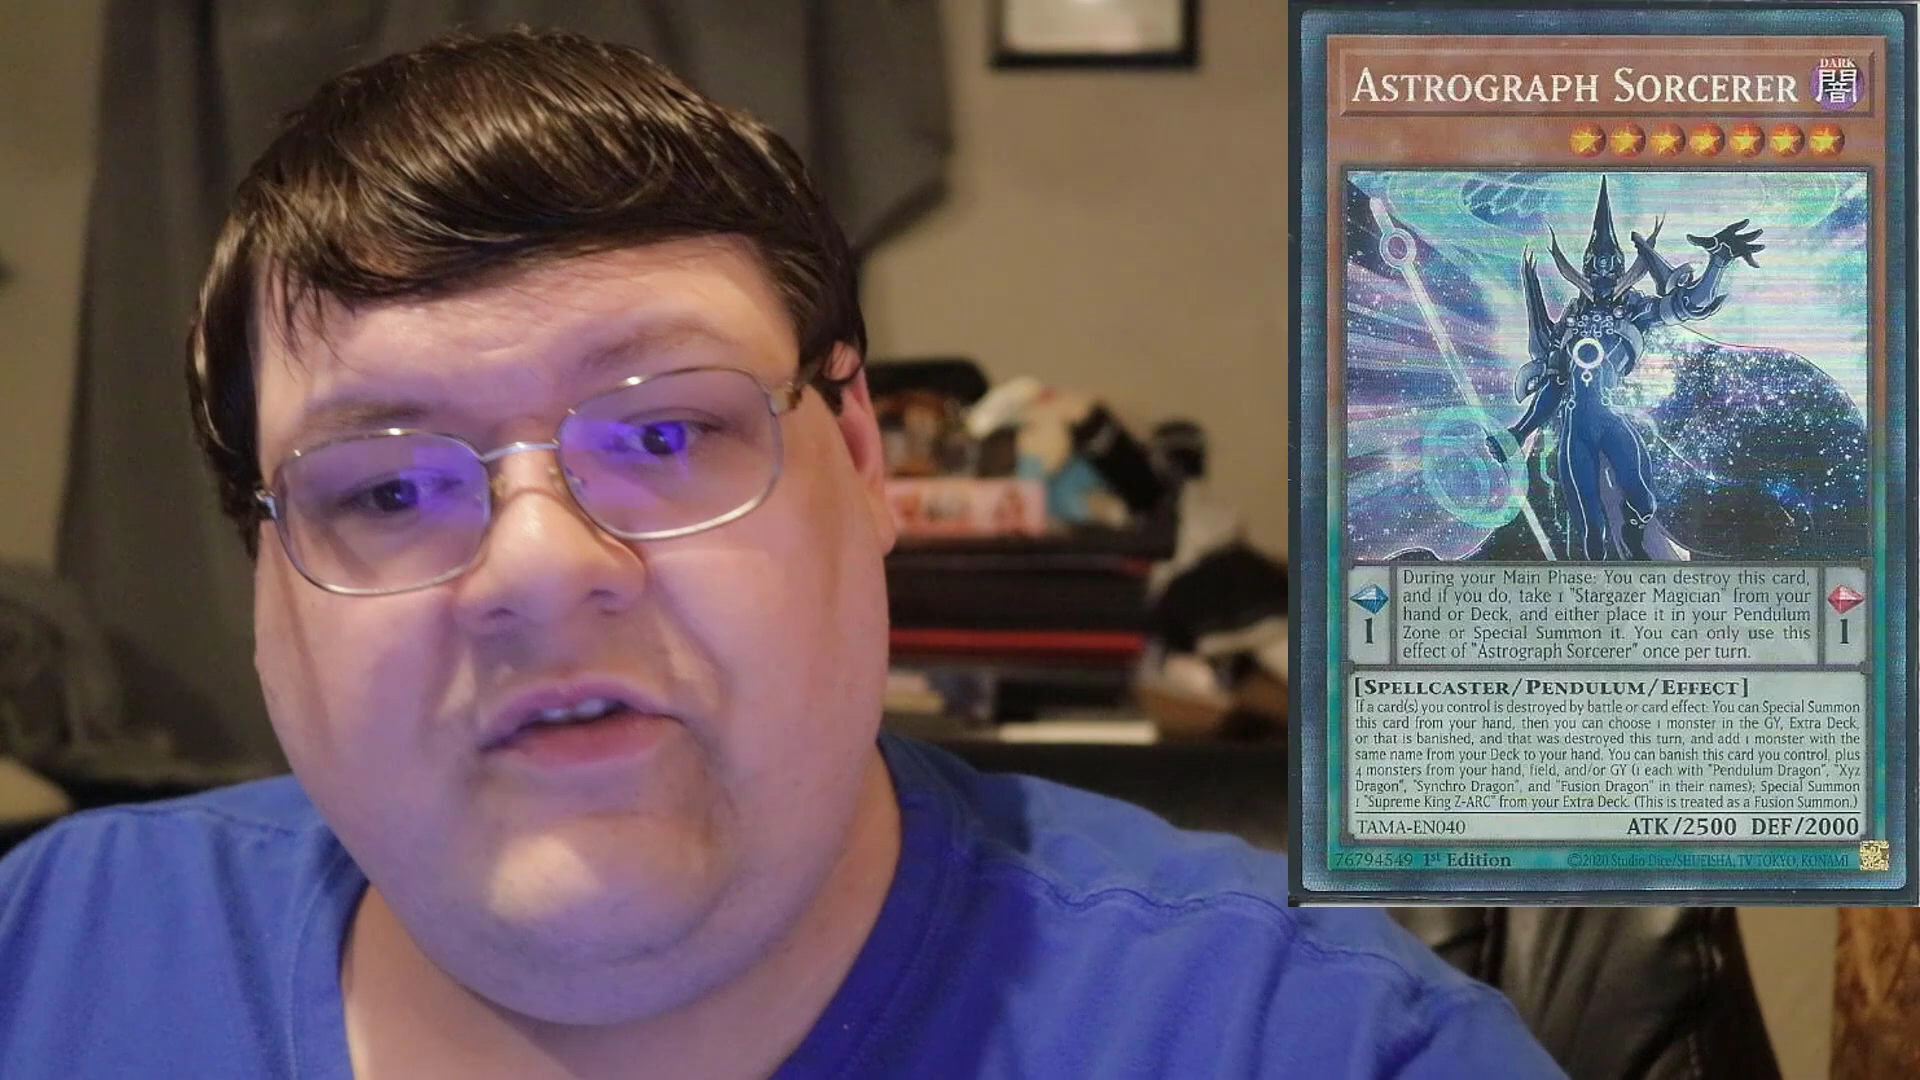 ASTROGRAPH SORCERER
DARK
闇
During your Main Phase: You can destroy this card,
and if you do, take 1 "Stargazer Magician" from your
hand or Deck, and either place it in your Pendulum
Zone or Special Summon it. You can only use this
effect of "Astrograph Sorcerer" once per turn.
1
1
[SPELLCASTER/PENDULUM/EFFECT]
If a card(s) you control is destroyed by battle or card effect: You can Special Summon
this card from your hand, then you can choose 1 monster in the GY, Extra Deck,
or that is banished, and that was destroyed this turn, and add 1 monster with the
same name from your Deck to your hand. You can banish this card you control, plus
4 monsters from your hand, field, and/or GY (1 each with "Pendulum Dragon", "Xyz
Dragon", "Synchro Dragon", and "Fusion Dragon" in their names); Special Summon
1 "Supreme King Z-ARC" from your Extra Deck. (This is treated as a Fusion Summon.)
TAMA-EN040
ATK/2500 DEF/2000
76794549 1st Edition
©2020 Studio Dice/SHUEISHA, TV TOKYO, KONAMI